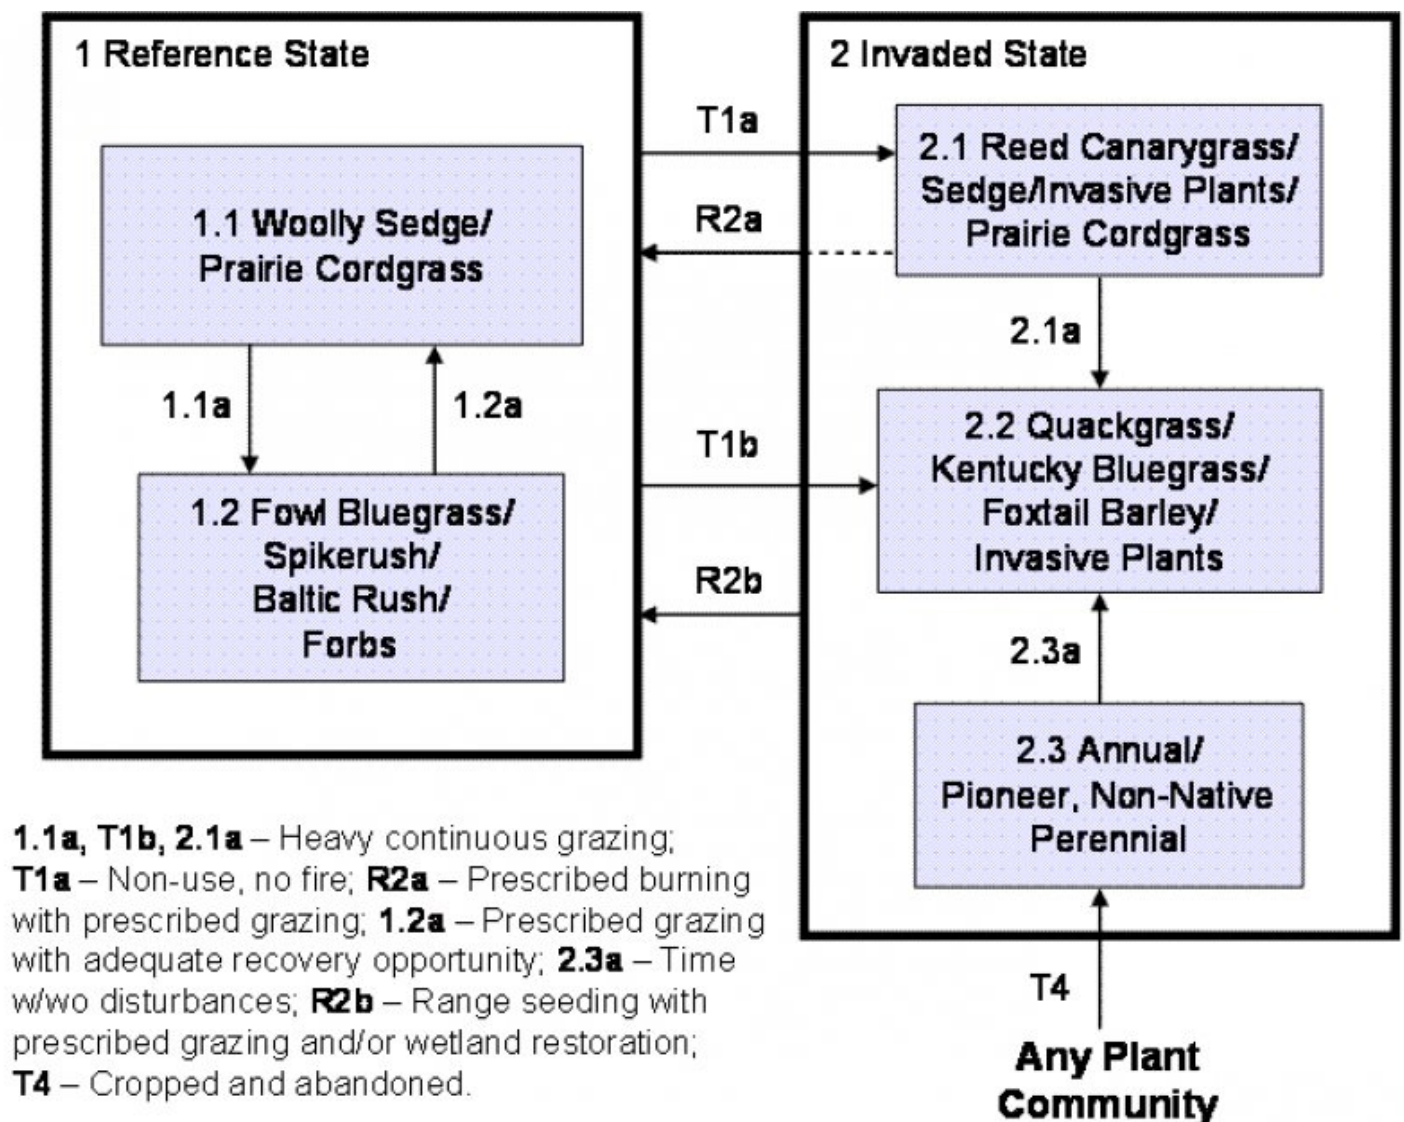 1 Reference State
1.1 Woolly Sedge/
Prairie Cordgrass
1.1a
1.2a
1.2 Fowl Bluegrass/
Spikerush/
Baltic Rush/
Forbs
T1a
R2a
T1b
R2b
2 Invaded State
2.1 Reed Canarygrass/
Sedge/Invasive Plants/
Prairie Cordgrass
2.1a
2.2 Quackgrass/
Kentucky Bluegrass/
Foxtail Barley/
Invasive Plants
2.3a
2.3 Annual/
Pioneer, Non-Native
Perennial
T4
Any Plant
Community
1.1a, T1b, 2.1a – Heavy continuous grazing;
T1a – Non-use, no fire; R2a – Prescribed burning
with prescribed grazing; 1.2a – Prescribed grazing
with adequate recovery opportunity; 2.3a – Time
w/wo disturbances; R2b – Range seeding with
prescribed grazing and/or wetland restoration;
T4 – Cropped and abandoned.